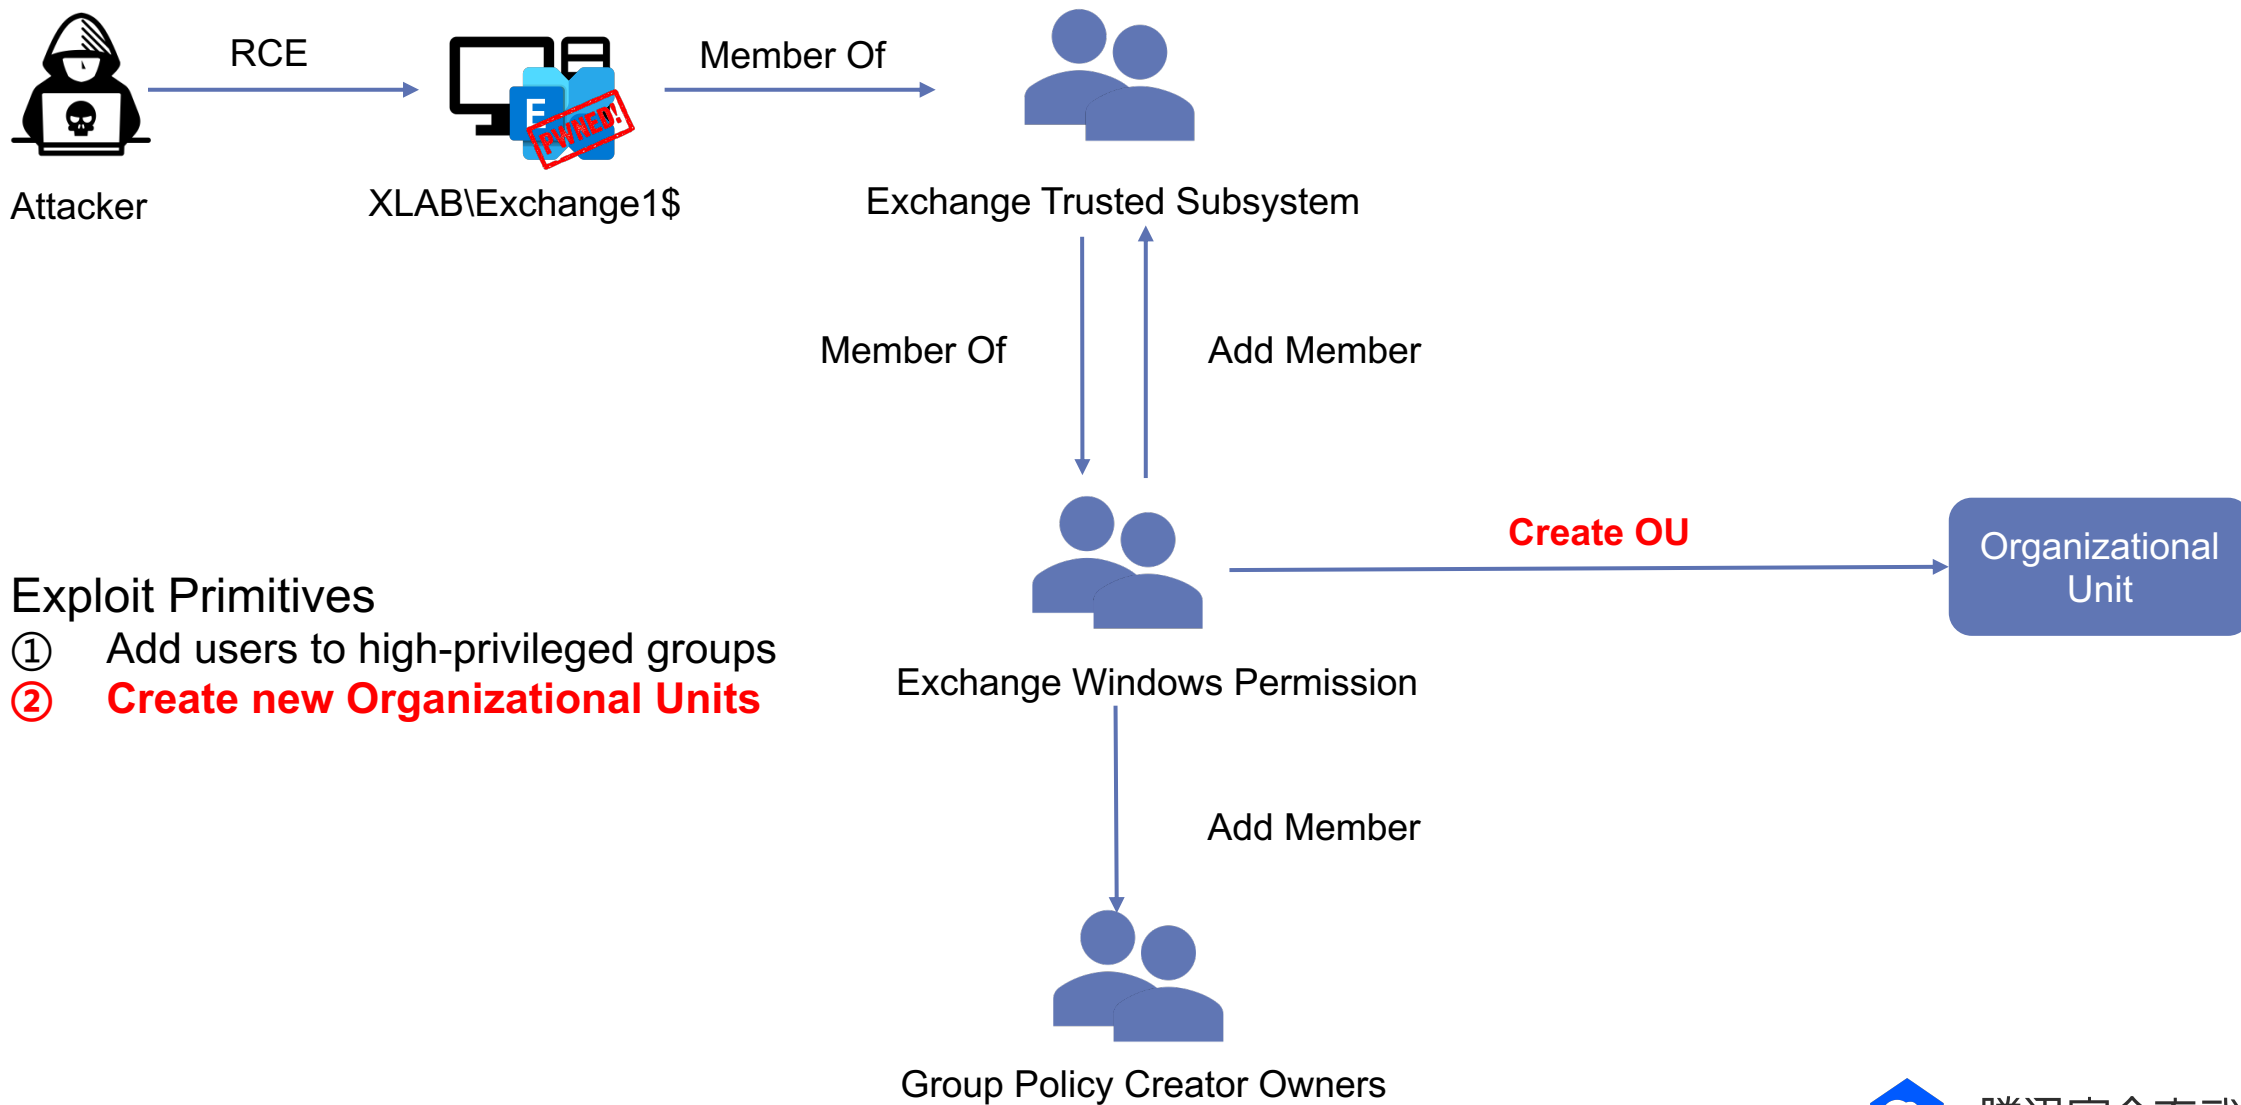 RCE
Member Of
E
PWNED!
Attacker
XLAB\Exchange1$
Exchange Trusted Subsystem
Member Of
Add Member
Create OU
Organizational
Unit
Exploit Primitives
① Add users to high-privileged groups
② Create new Organizational Units
Exchange Windows Permission
Add Member
Group Policy Creator Owners